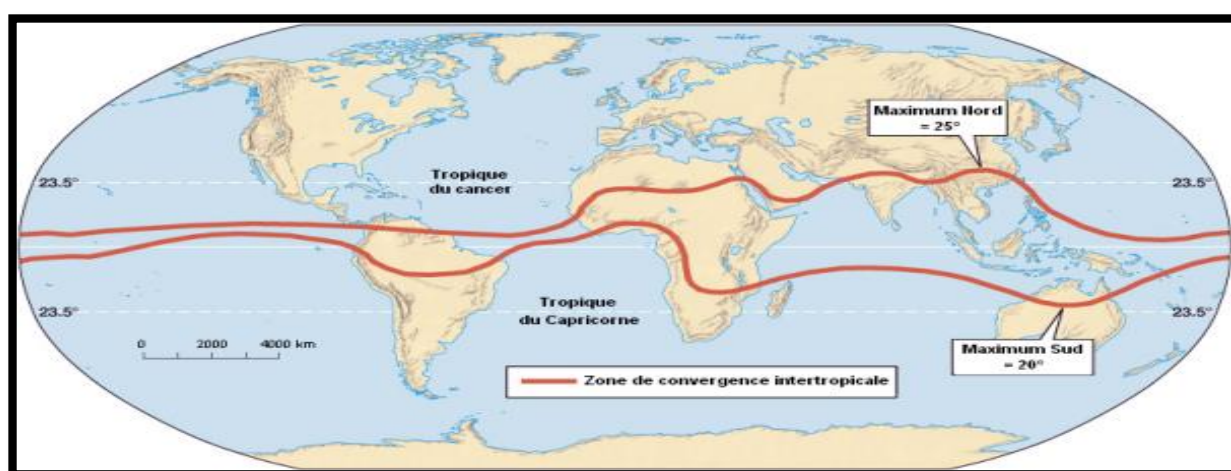 Maximum Nord
= 25°
Tropique
du cancer
23.5°
23.5°
Tropique
du Capricorne
23.5°
23.5°
0 2000 4000 km
Maximum Sud
= 20°
Zone de convergence intertropicale